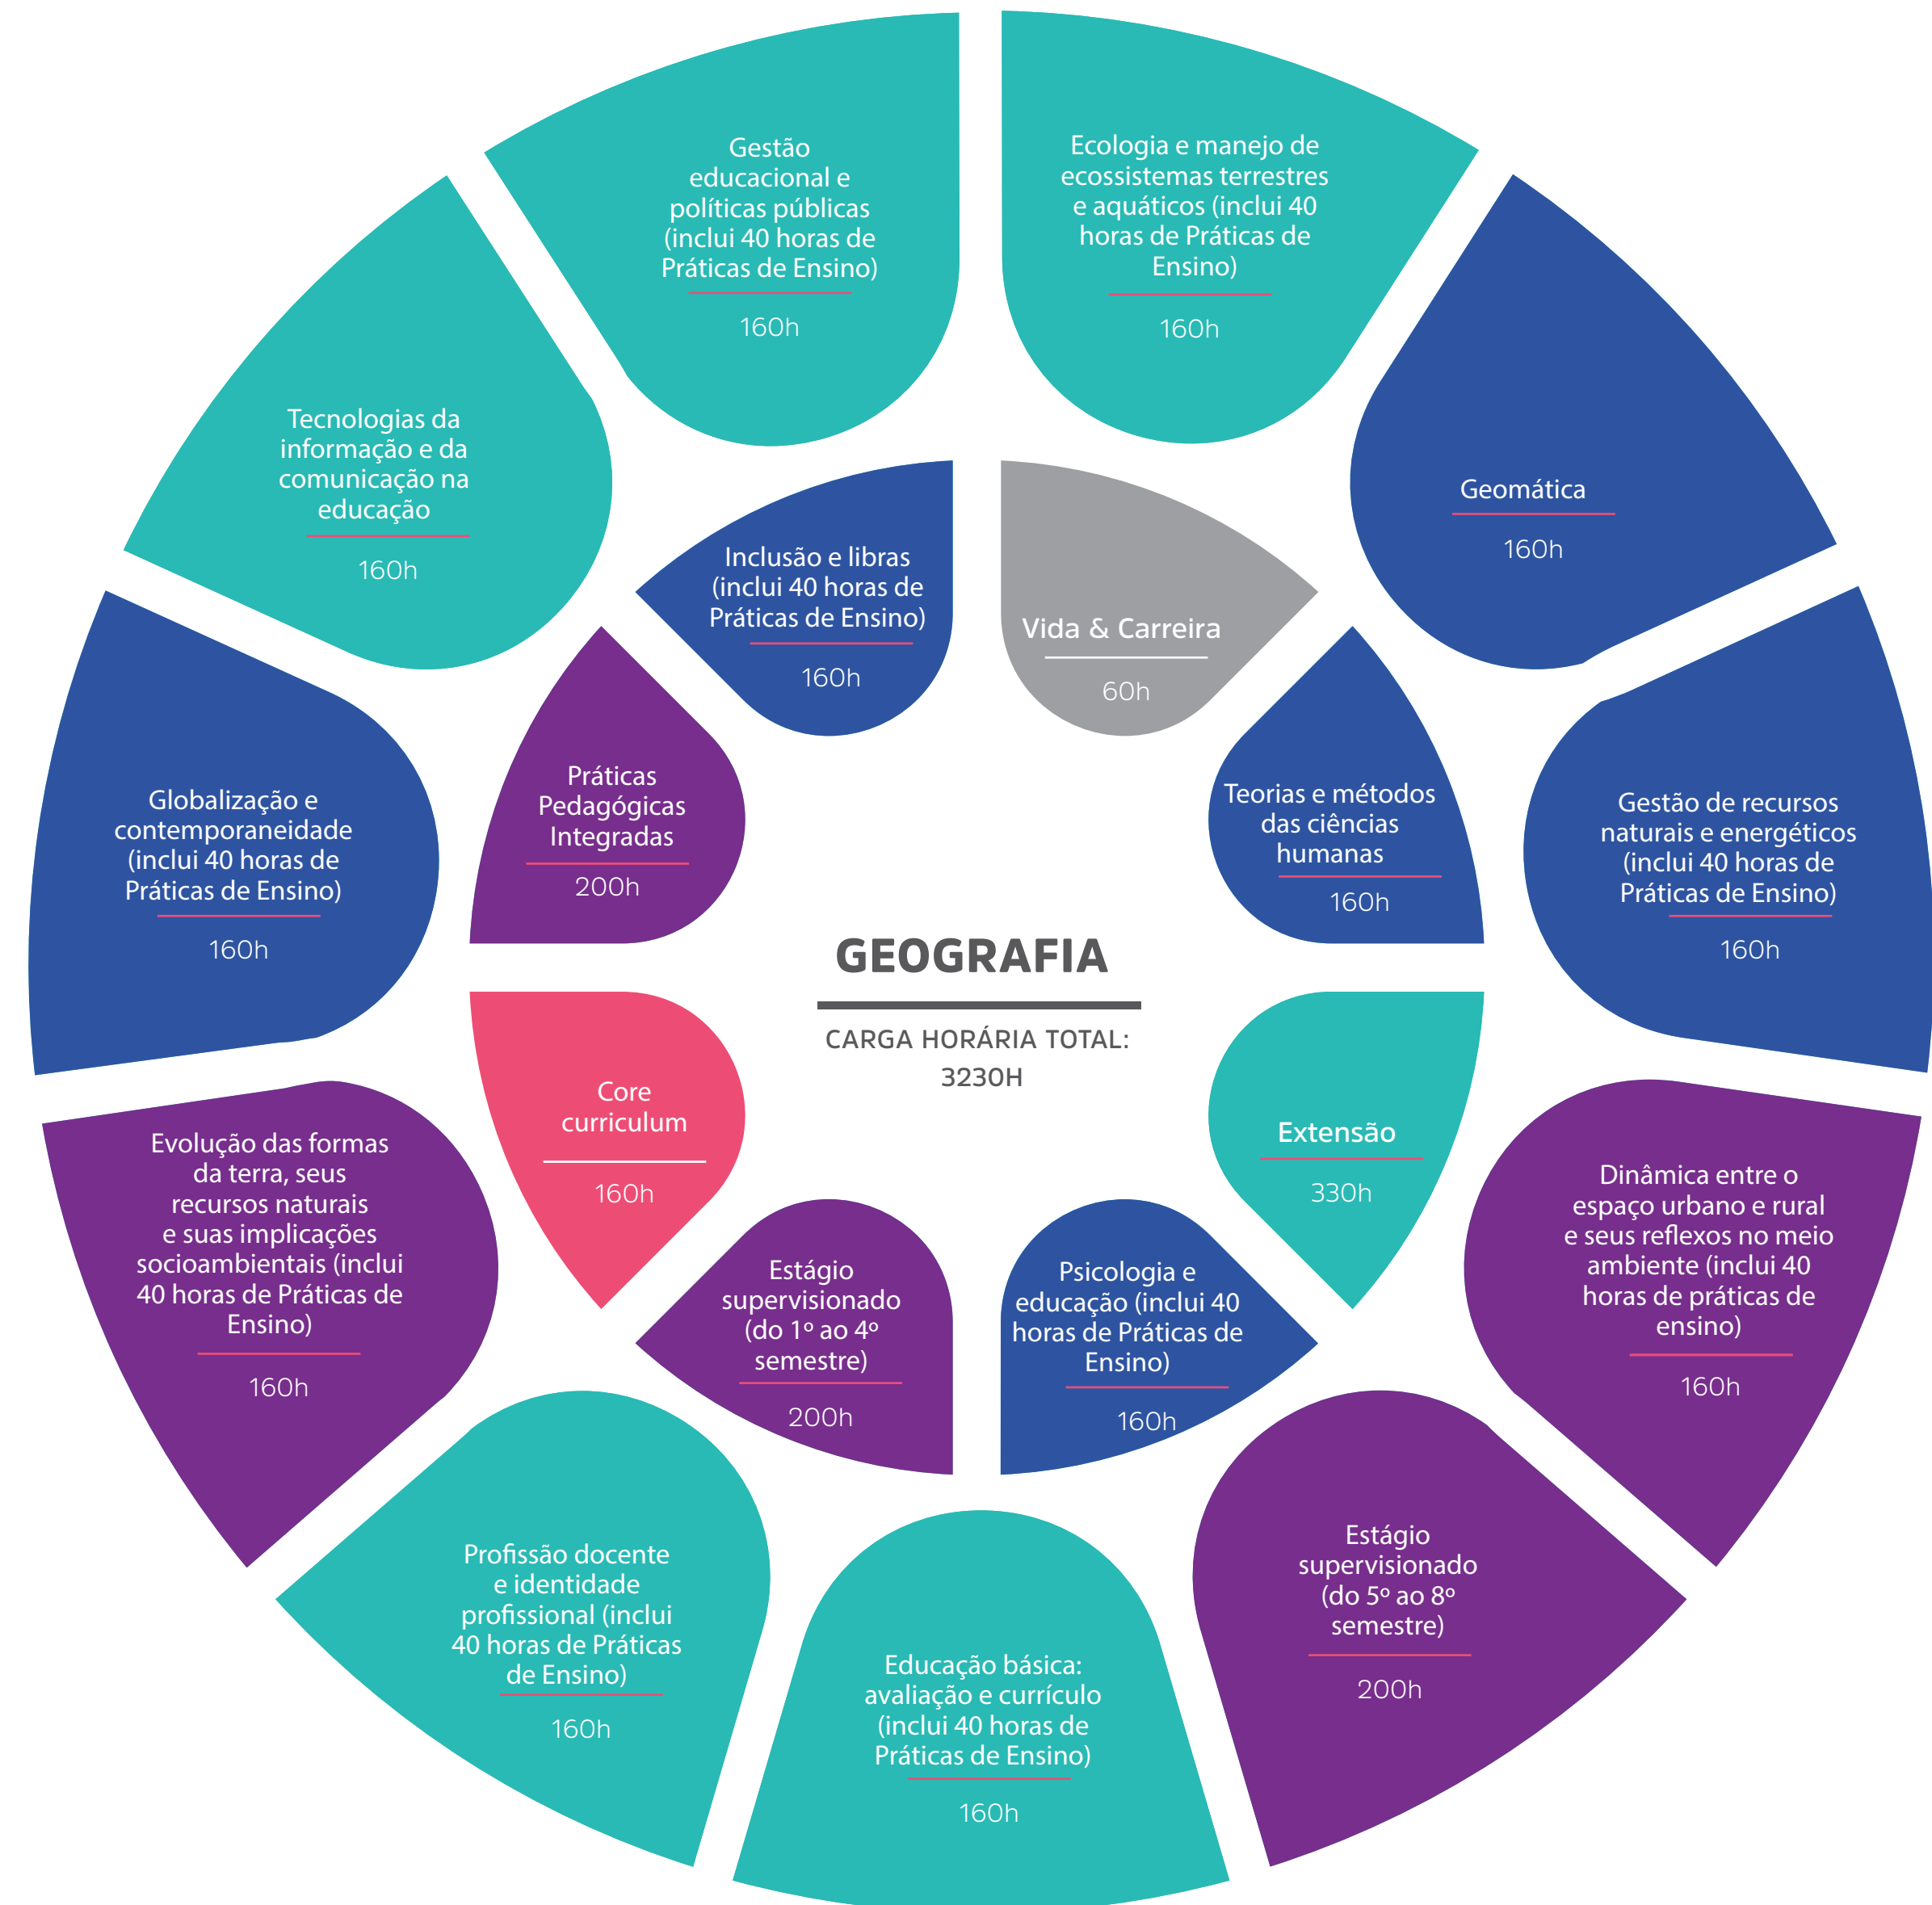 Gestão
educacional e
políticas públicas
(inclui 40 horas de
Práticas de Ensino)
160h
Ecologia e manejo de
ecossistemas terrestres
e aquáticos (inclui 40
horas de Práticas de
Ensino)
160h
Geomática
160h
Gestão de recursos
naturais e energéticos
(inclui 40 horas de
Práticas de Ensino)
160h
Dinâmica entre o
espaço urbano e rural
e seus reflexos no meio
ambiente (inclui 40
horas de práticas de
ensino)
160h
Estágio
supervisionado
(do 5º ao 8º
semestre)
200h
Educação básica:
avaliação e currículo
(inclui 40 horas de
Práticas de Ensino)
160h
Profissão docente
e identidade
profissional (inclui
40 horas de Práticas
de Ensino)
160h
Evolução das formas
da terra, seus
recursos naturais
e suas implicações
socioambientais (inclui
40 horas de Práticas de
Ensino)
160h
Globalização e
contemporaneidade
(inclui 40 horas de
Práticas de Ensino)
160h
Tecnologias da
informação e da
comunicação na
educação
160h
Inclusão e libras
(inclui 40 horas de
Práticas de Ensino)
160h
Vida & Carreira
60h
Teorias e métodos
das ciências
humanas
160h
Extensão
330h
Psicologia e
educação (inclui 40
horas de Práticas de
Ensino)
160h
Estágio
supervisionado
(do 1º ao 4º
semestre)
200h
Core
curriculum
160h
Práticas
Pedagógicas
Integradas
200h
GEOGRAFIA
CARGA HORÁRIA TOTAL:
3230H